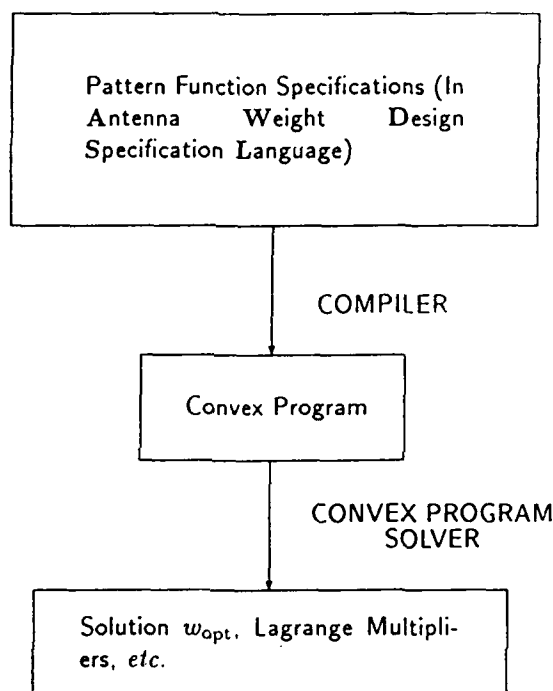 Pattern Function Specifications (In
Antenna Weight Design
Specification Language)
COMPILER
Convex Program
CONVEX PROGRAM
SOLVER
Solution w_opt, Lagrange Multipli-
ers, etc.